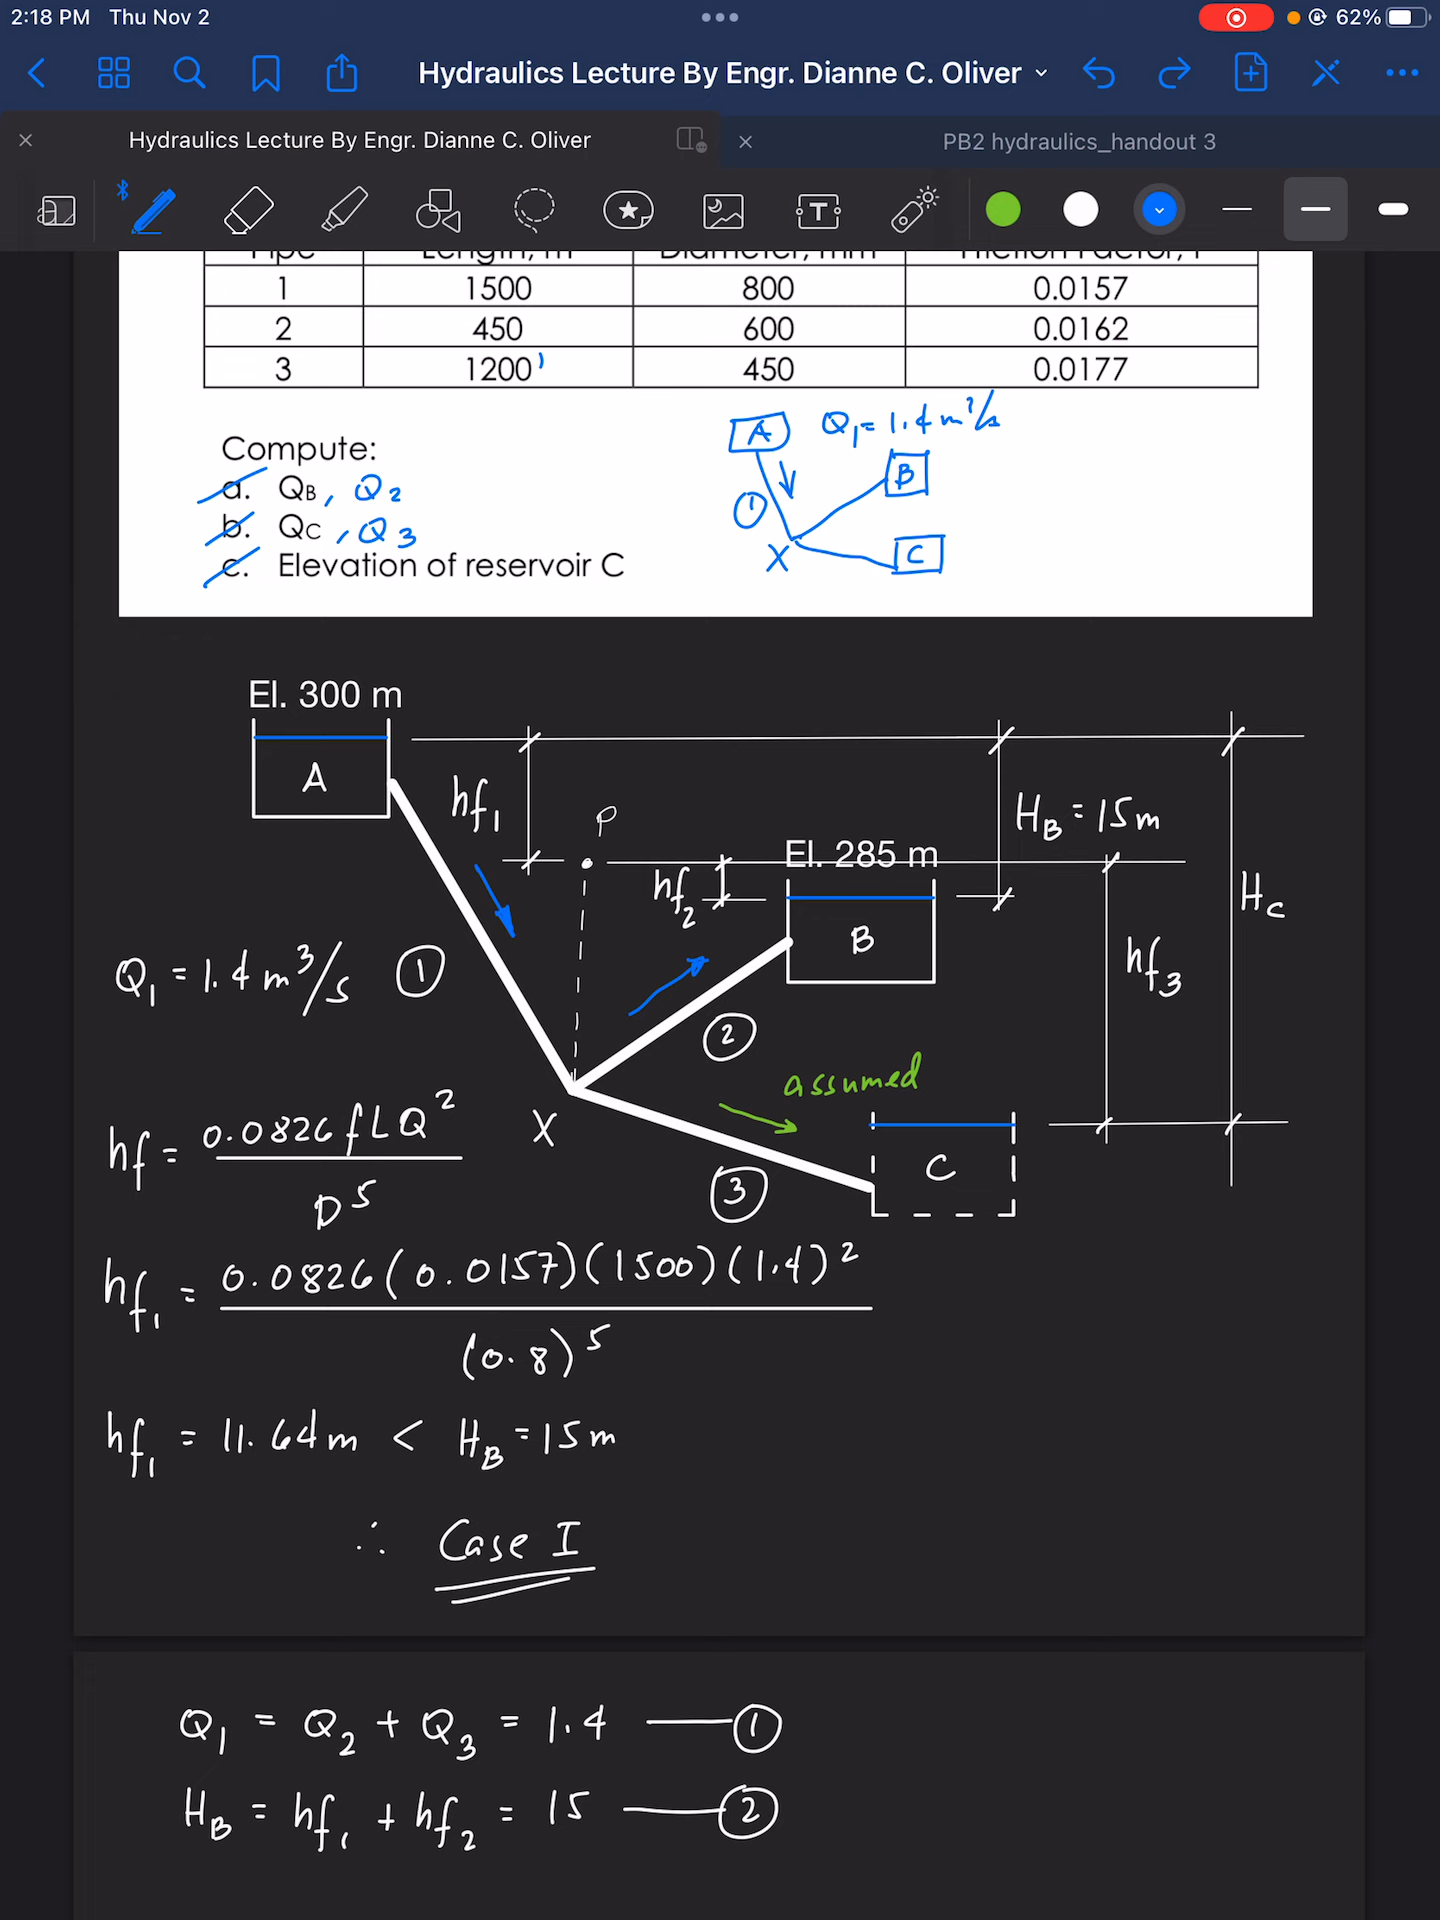 2:18 PM Thu Nov 2
62%
Hydraulics Lecture By Engr. Dianne C. Oliver
Hydraulics Lecture By Engr. Dianne C. Oliver
PB2 hydraulics_handout 3
1 1500 800 0.0157
2 450 600 0.0162
3 1200 450 0.0177
Compute:
a. QB, Q2
b. QC, Q3
c. Elevation of reservoir C
A Q1 = 1.4 m³/s
B
1
X
C
El. 300 m
A
hf1
P
HB = 15 m
El. 285 m
hf2
Hc
B
hf3
Q1 = 1.4 m³/s 1
2
assumed
hf = 0.0826 f L Q² / D⁵
X
C
3
hf1 = 0.0826 (0.0157)(1500)(1.4)² / (0.8)⁵
hf1 = 11.64 m < HB = 15 m
∴ Case I
Q1 = Q2 + Q3 = 1.4 — 1
HB = hf1 + hf2 = 15 — 2